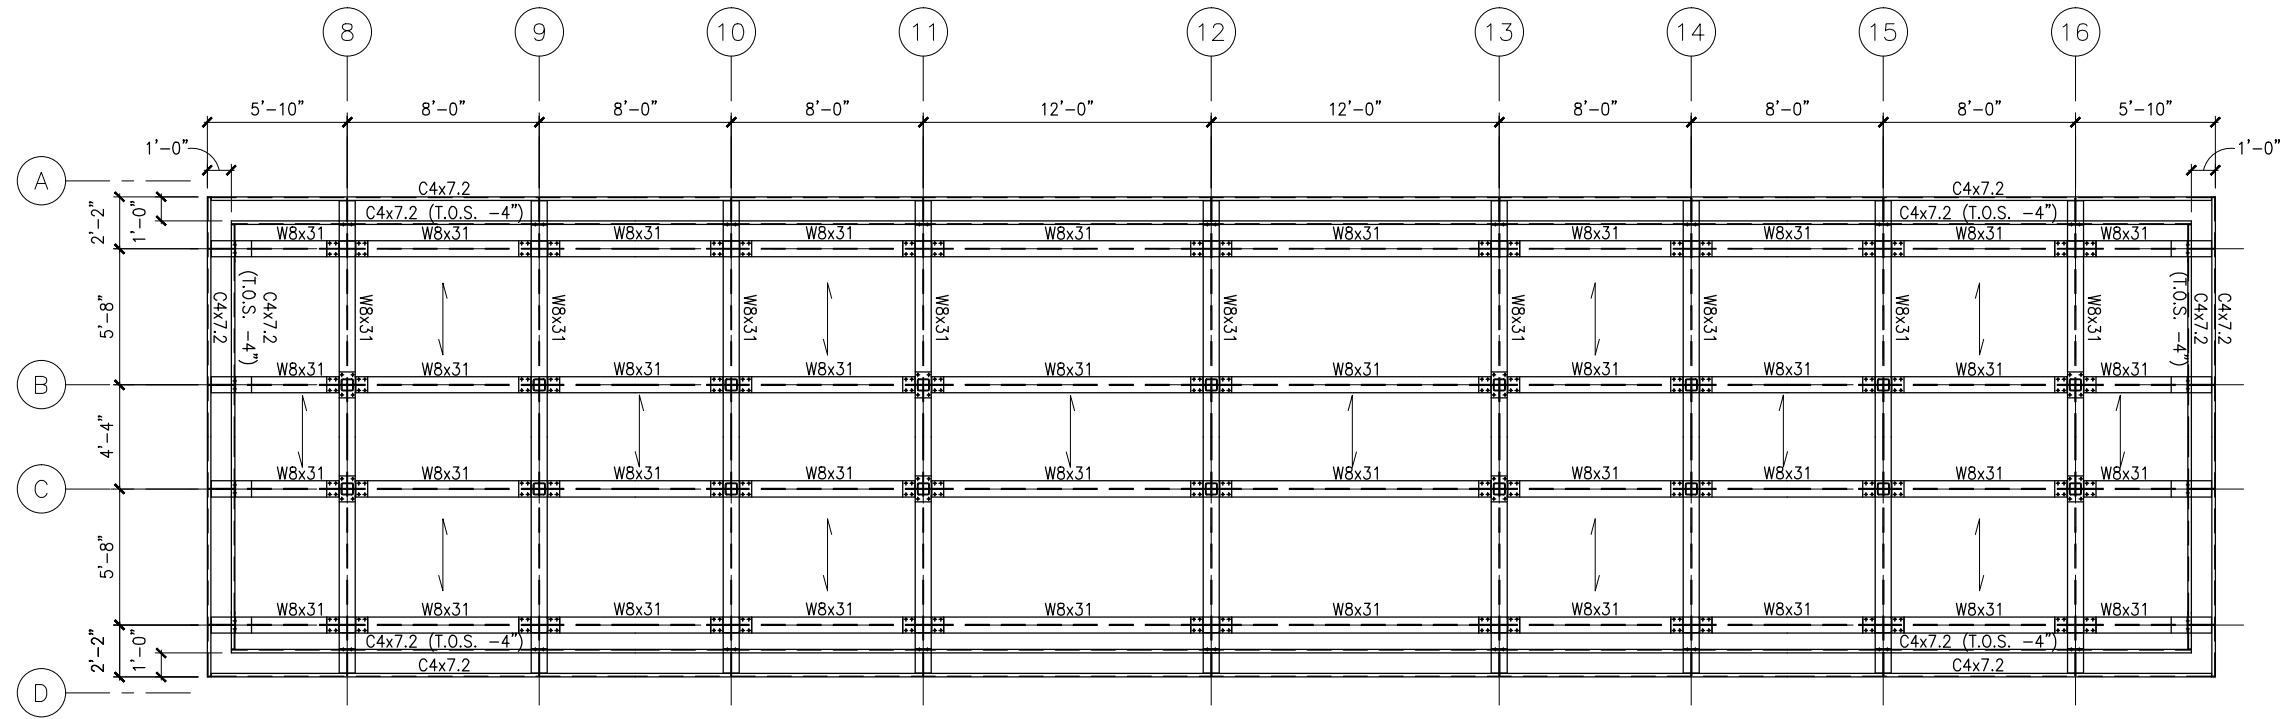 8 9 10 11 12 13 14 15 16
5'-10" 8'-0" 8'-0" 8'-0" 12'-0" 12'-0" 8'-0" 8'-0" 8'-0" 5'-10"
1'-0" 1'-0"
A
C4x7.2 C4x7.2
2'-2" 1'-0" C4x7.2 (T.O.S. -4") C4x7.2 (T.O.S. -4")
W8x31 W8x31 W8x31 W8x31 W8x31 W8x31 W8x31 W8x31 W8x31 W8x31
5'-8"
C4x7.2
(T.O.S. -4")
C4x7.2
W8x31 W8x31 W8x31 W8x31 W8x31 W8x31 W8x31 W8x31 W8x31
(T.O.S. -4")
C4x7.2
C4x7.2
W8x31 W8x31 W8x31 W8x31 W8x31 W8x31 W8x31 W8x31 W8x31 W8x31
B
4'-4"
W8x31 W8x31 W8x31 W8x31 W8x31 W8x31 W8x31 W8x31 W8x31 W8x31
C
5'-8"
W8x31 W8x31 W8x31 W8x31 W8x31 W8x31 W8x31 W8x31 W8x31 W8x31
2'-2" 1'-0" C4x7.2 (T.O.S. -4") C4x7.2 (T.O.S. -4")
C4x7.2 C4x7.2
D